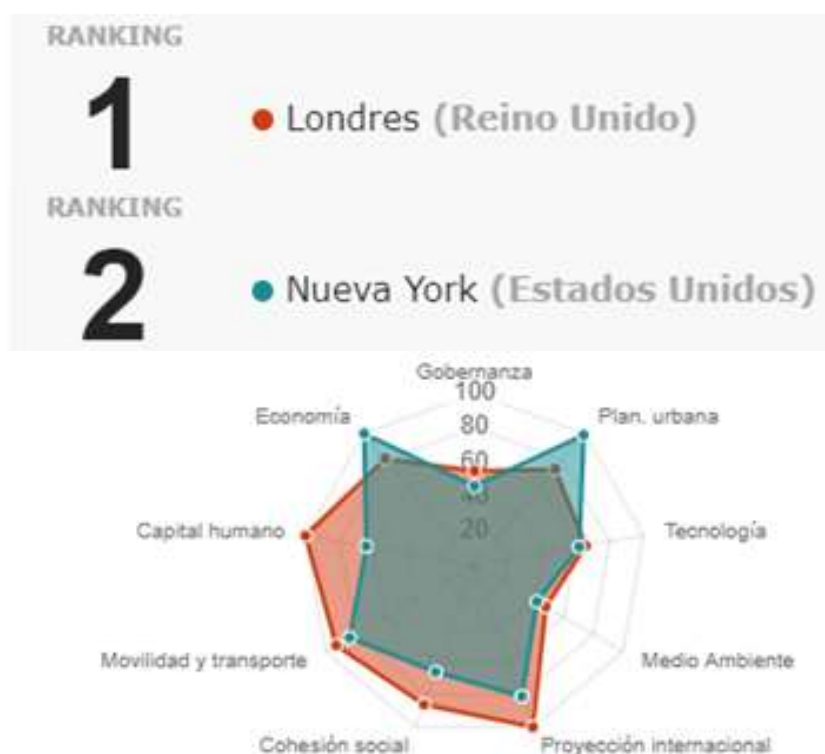 RANKING
1
Londres (Reino Unido)
RANKING
2
Nueva York (Estados Unidos)
Gobernanza
100
Economía
Plan. urbana
80
60
40
20
Capital humano
Tecnología
Movilidad y transporte
Medio Ambiente
Cohesión social
Proyección internacional